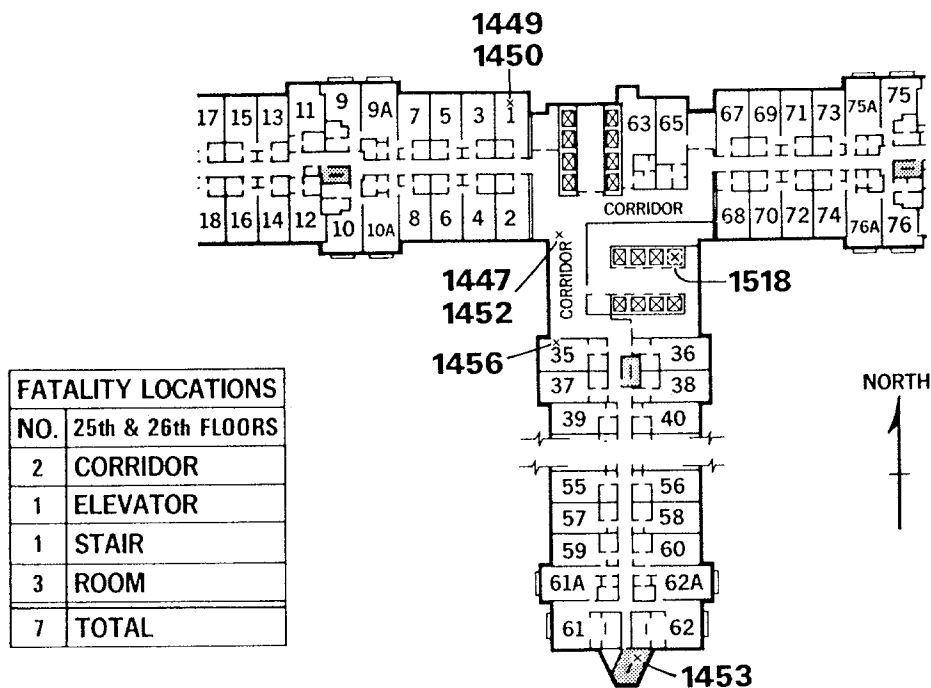 1449
1450
17 15 13 11 9 9A 7 5 3 1 63 65 67 69 71 73 75A 75
18 16 14 12 10 10A 8 6 4 2 CORRIDOR 68 70 72 74 76A 76
CORRIDOR
1447
1452
1518
1456
35 36
37 38
39 40
NORTH
55 56
57 58
59 60
61A 62A
61 62
1453
FATALITY LOCATIONS
NO. 25th & 26th FLOORS
2 CORRIDOR
1 ELEVATOR
1 STAIR
3 ROOM
7 TOTAL